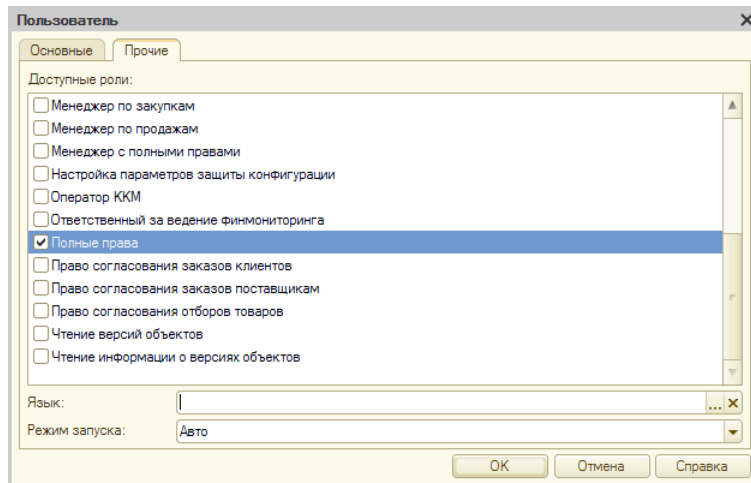 Пользователь
Основные Прочие
Доступные роли:
Менеджер по закупкам
Менеджер по продажам
Менеджер с полными правами
Настройка параметров защиты конфигурации
Оператор ККМ
Ответственный за ведение финмониторинга
Полные права
Право согласования заказов клиентов
Право согласования заказов поставщикам
Право согласования отборов товаров
Чтение версий объектов
Чтение информации о версиях объектов
Язык:
Режим запуска: Авто
OK Отмена Справка